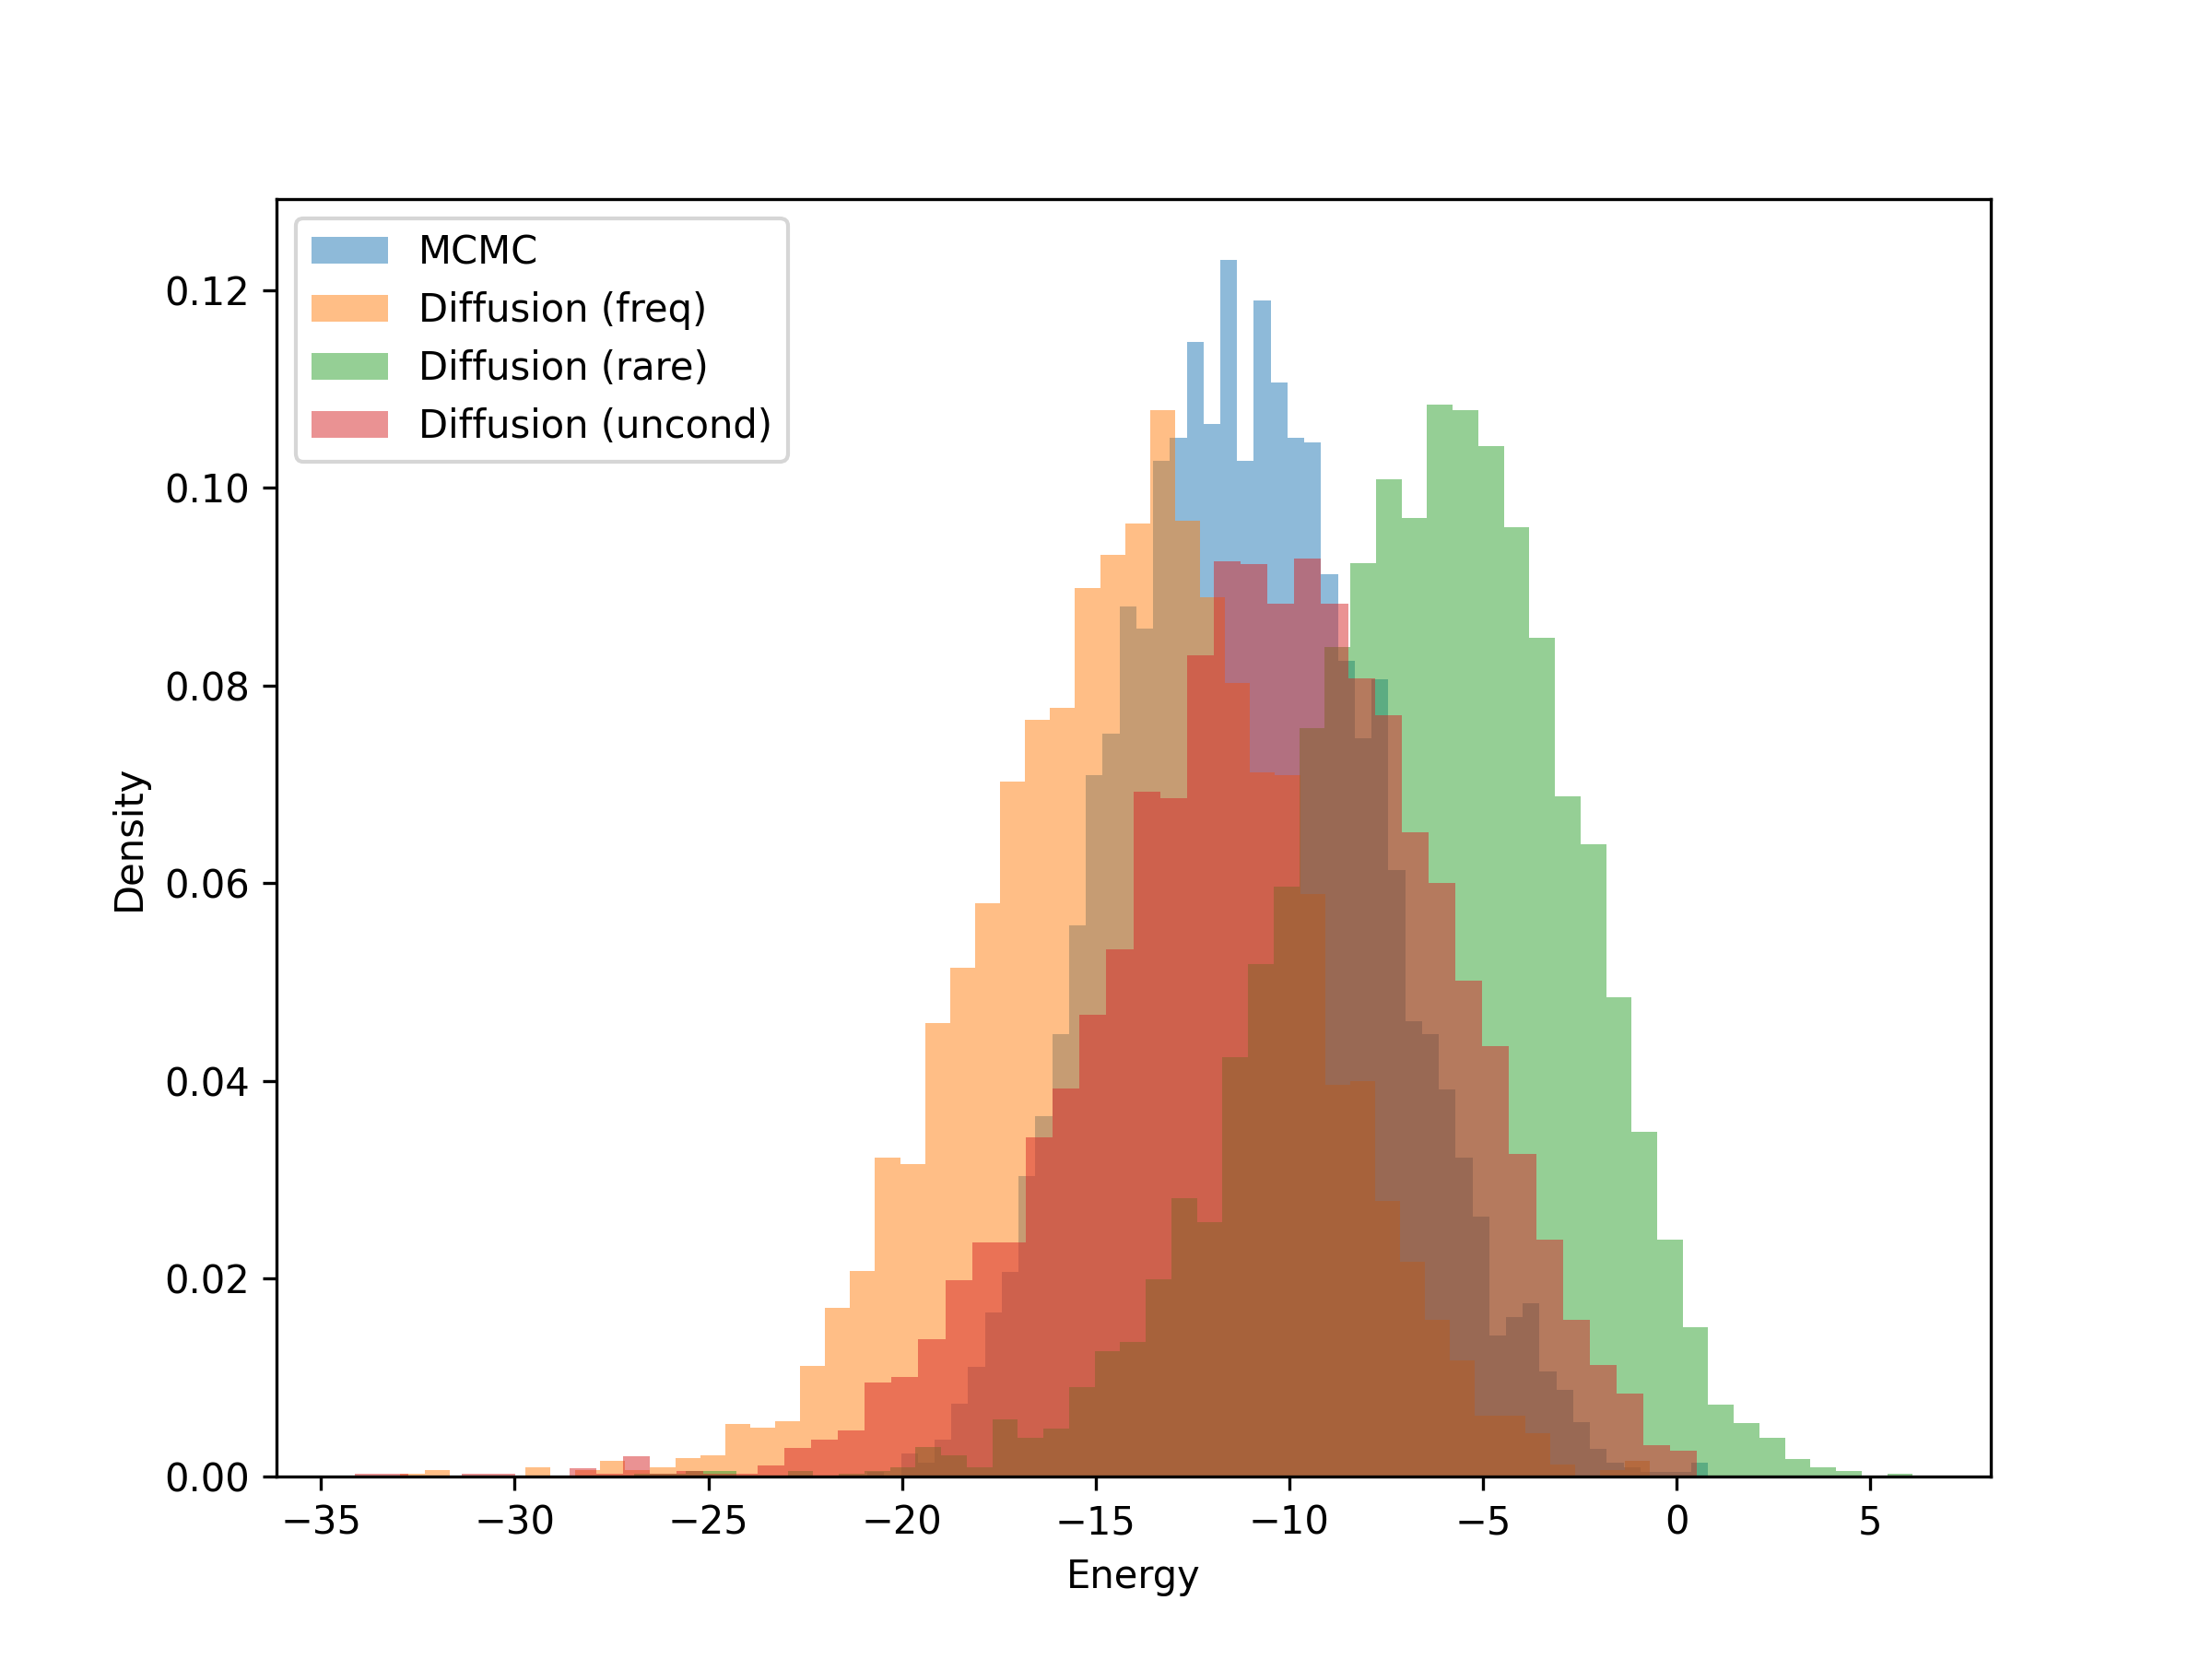 MCMC
Diffusion (freq)
Diffusion (rare)
Diffusion (uncond)
0.12
0.10
0.08
0.06
0.04
0.02
0.00
Density
−35 −30 −25 −20 −15 −10 −5 0 5
Energy